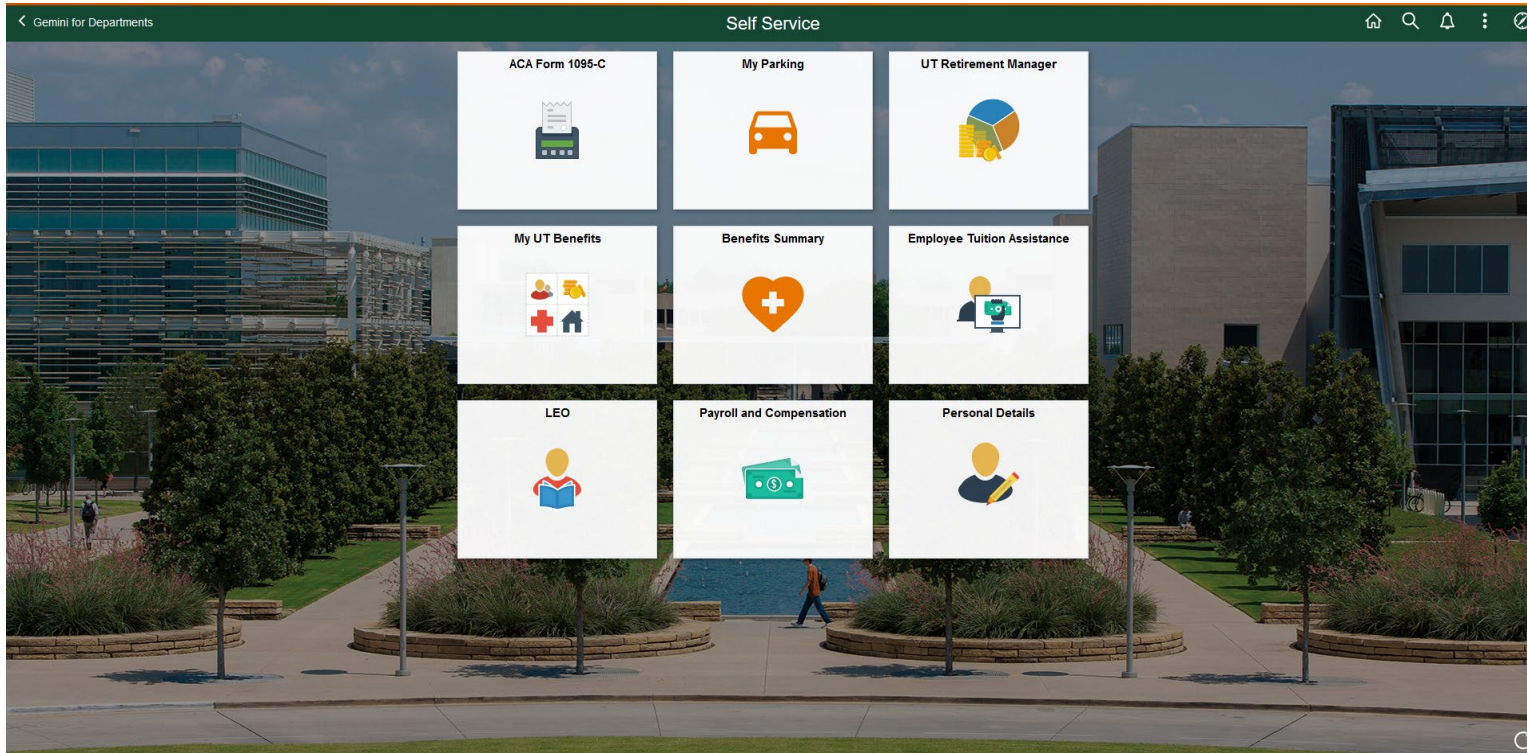 Gemini for Departments
Self Service
ACA Form 1095-C
My Parking
UT Retirement Manager
My UT Benefits
Benefits Summary
Employee Tuition Assistance
LEO
Payroll and Compensation
Personal Details